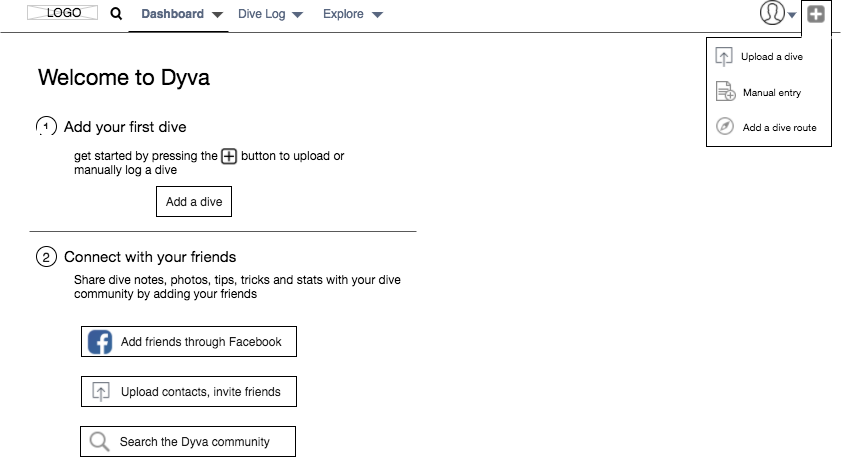 LOGO Dashboard Dive Log Explore
Upload a dive
Manual entry
Add a dive route
Welcome to Dyva
1 Add your first dive
get started by pressing the button to upload or
manually log a dive
Add a dive
2 Connect with your friends
Share dive notes, photos, tips, tricks and stats with your dive
community by adding your friends
Add friends through Facebook
Upload contacts, invite friends
Search the Dyva community